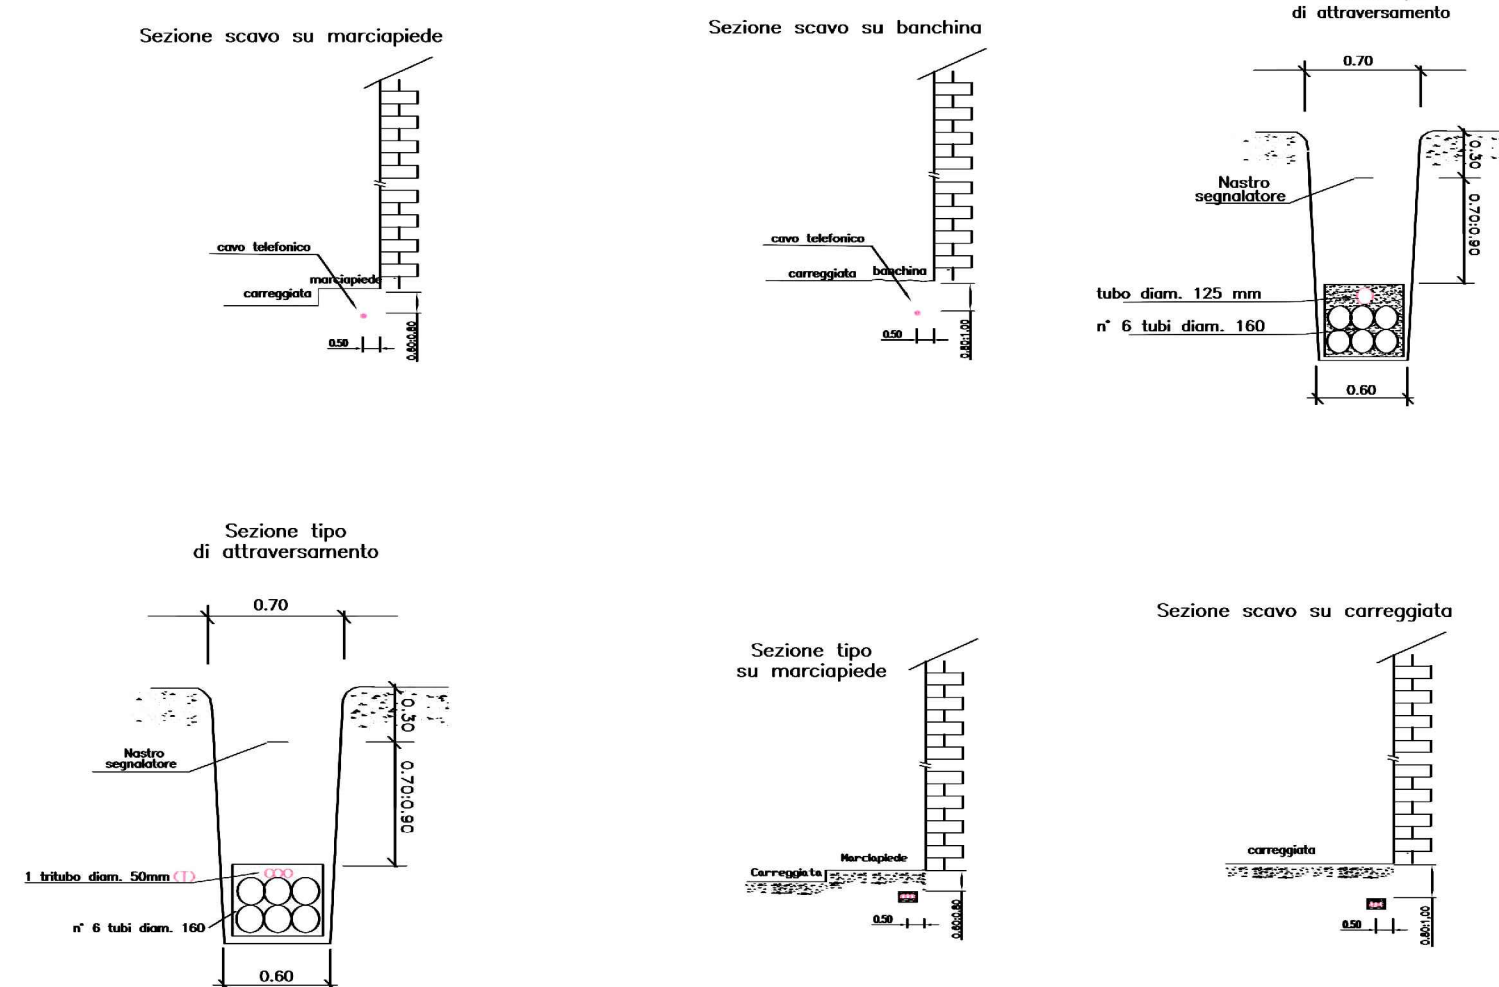 Sezione scavo su marciapiede
cavo telefonico
marciapiede
carreggiata
0.50
0.60:0.80
Sezione scavo su banchina
cavo telefonico
carreggiata
banchina
0.50
0.80:1.00
di attraversamento
0.70
0.30
Nastro
segnalatore
0.70:0.90
tubo diam. 125 mm
n° 6 tubi diam. 160
0.60
Sezione tipo
di attraversamento
0.70
0.30
Nastro
segnalatore
0.70:0.90
1 tritubo diam. 50mm (T)
n° 6 tubi diam. 160
0.60
Sezione tipo
su marciapiede
Marciapiede
Carreggiata
0.50
0.60:0.80
Sezione scavo su carreggiata
carreggiata
0.50
0.80:1.00